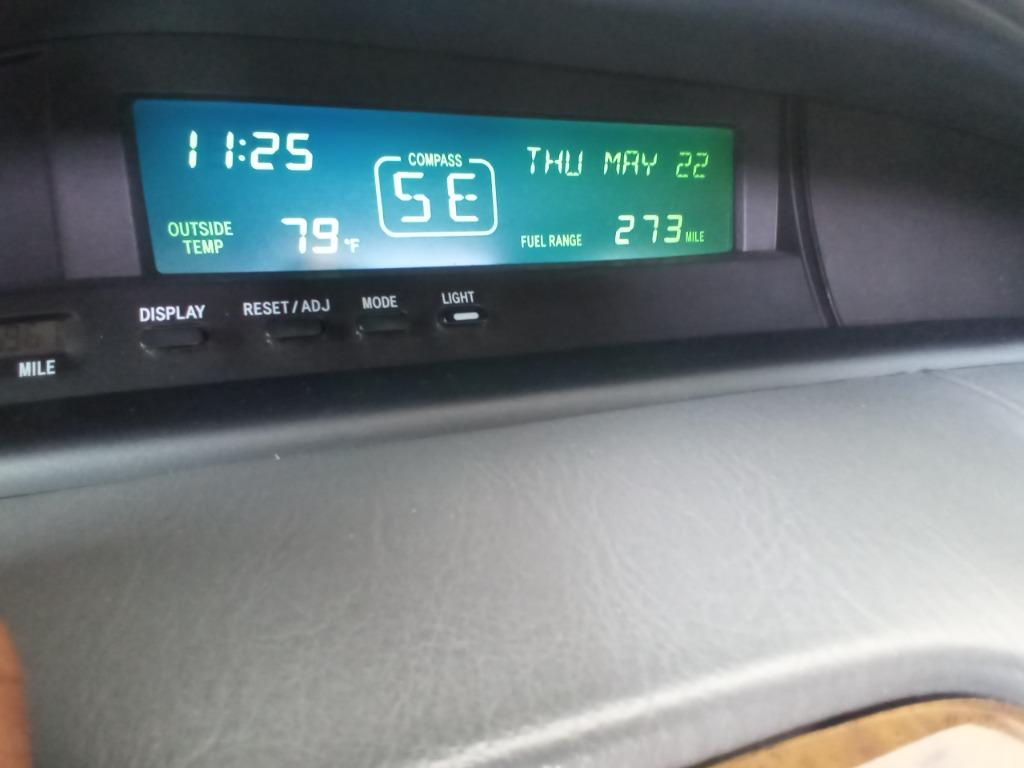 11:25
COMPASS
SE
THU MAY 22
OUTSIDE
TEMP
79°F
FUEL RANGE
273 MILE
DISPLAY
RESET/ADJ
MODE
LIGHT
MILE